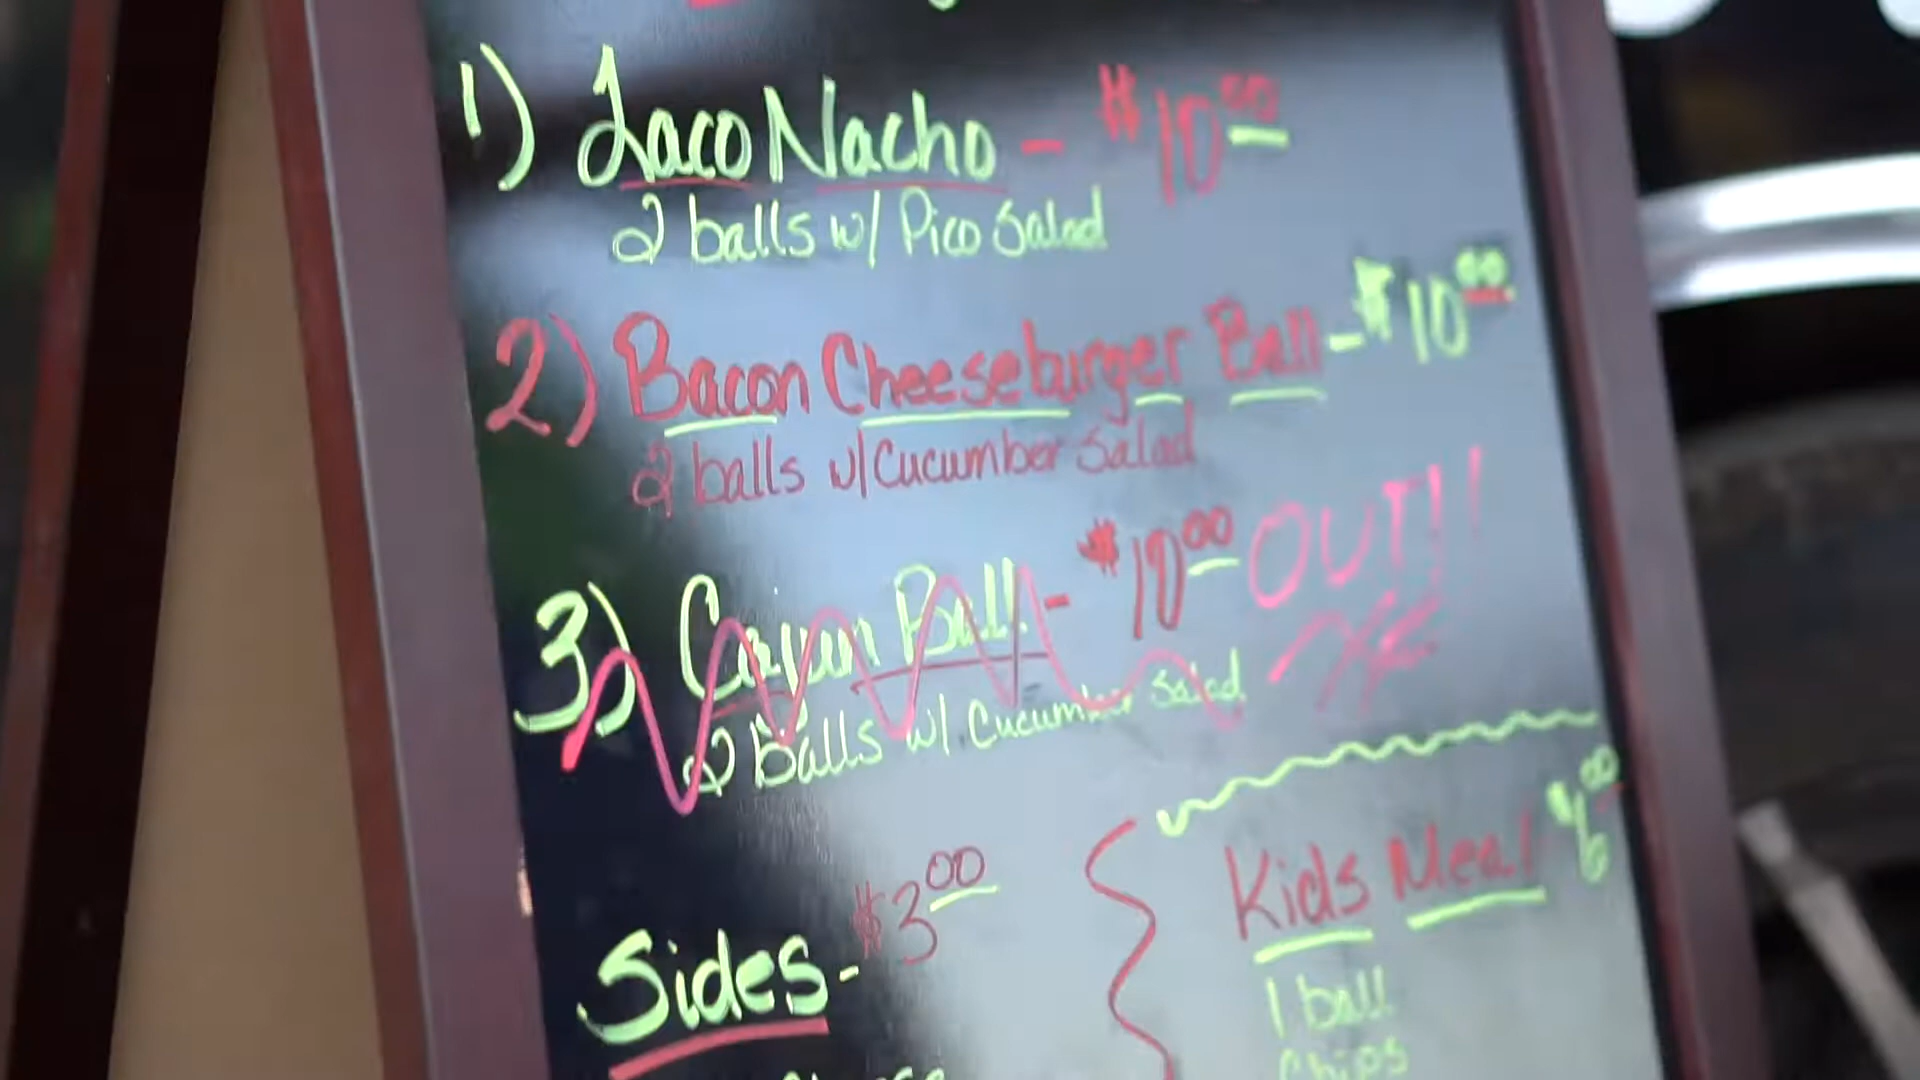 1) Taco Nacho - $10.00
2 balls w/ Pico Salad
2) Bacon Cheeseburger Ball - $10.00
2 balls w/ Cucumber Salad
3) Cajun Ball - $10.00 OUT!!
2 Balls w/ Cucumber Salad
Sides - $3.00
Kids Meal $6.00
1 ball
Chips